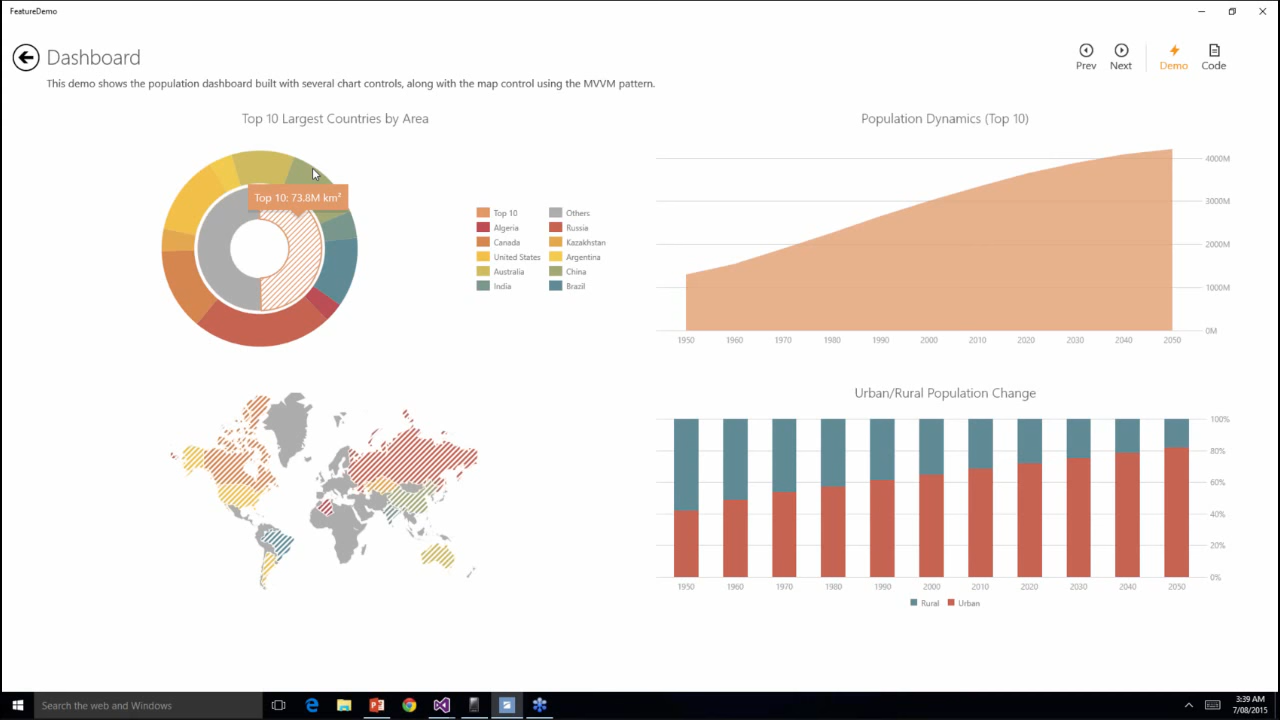 FeatureDemo
Dashboard
Prev Next Demo Code
This demo shows the population dashboard built with several chart controls, along with the map control using the MVVM pattern.
Top 10 Largest Countries by Area
Top 10: 73.8M km²
Top 10 Others
Algeria Russia
Canada Kazakhstan
United States Argentina
Australia China
India Brazil
Population Dynamics (Top 10)
4000M
3000M
2000M
1000M
0M
1950 1960 1970 1980 1990 2000 2010 2020 2030 2040 2050
Urban/Rural Population Change
100%
80%
60%
40%
20%
0%
1950 1960 1970 1980 1990 2000 2010 2020 2030 2040 2050
Rural Urban
Search the web and Windows
3:39 AM
7/08/2015